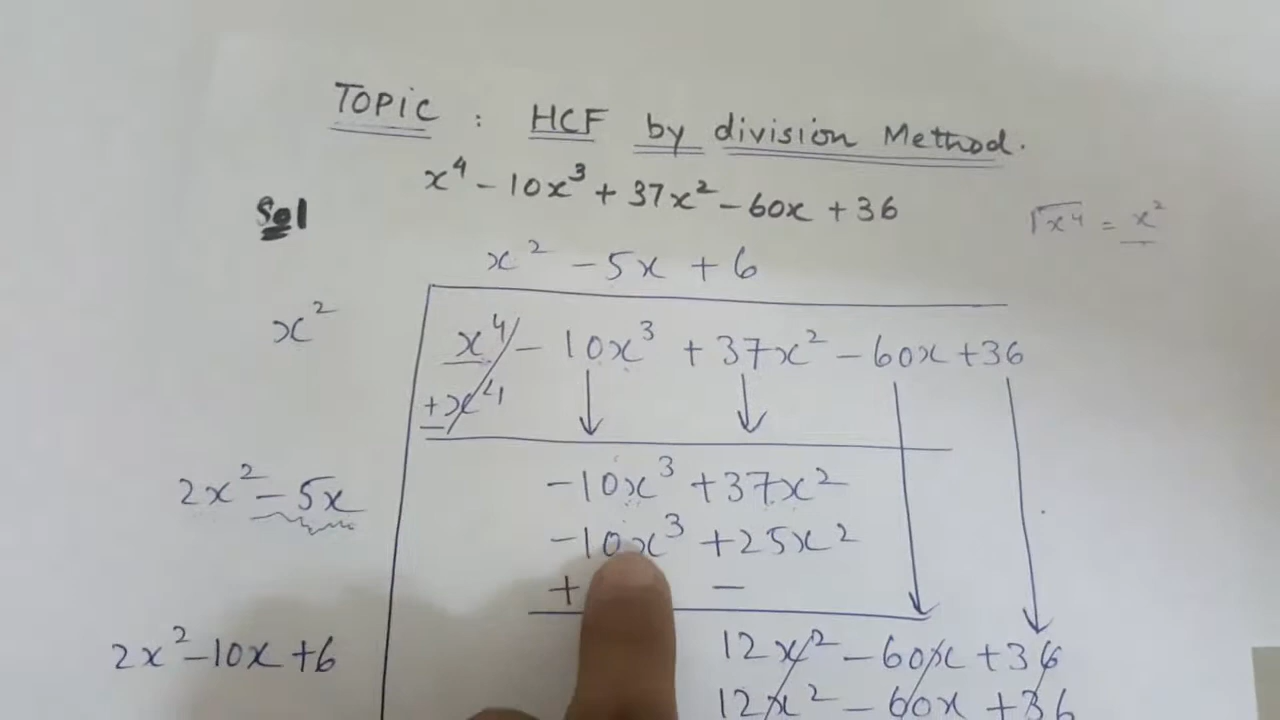 TOPIC : HCF by division Method.
x⁴ - 10x³ + 37x² - 60x + 36
Sol
√x⁴ = x²
x² - 5x + 6
x² x⁴ - 10x³ + 37x² - 60x + 36
+x⁴
-
-10x³ + 37x²
2x² - 5x
-10x³ + 25x²
+ -
2x² - 10x + 6 12x² - 60x + 36
12x² - 60x + 36